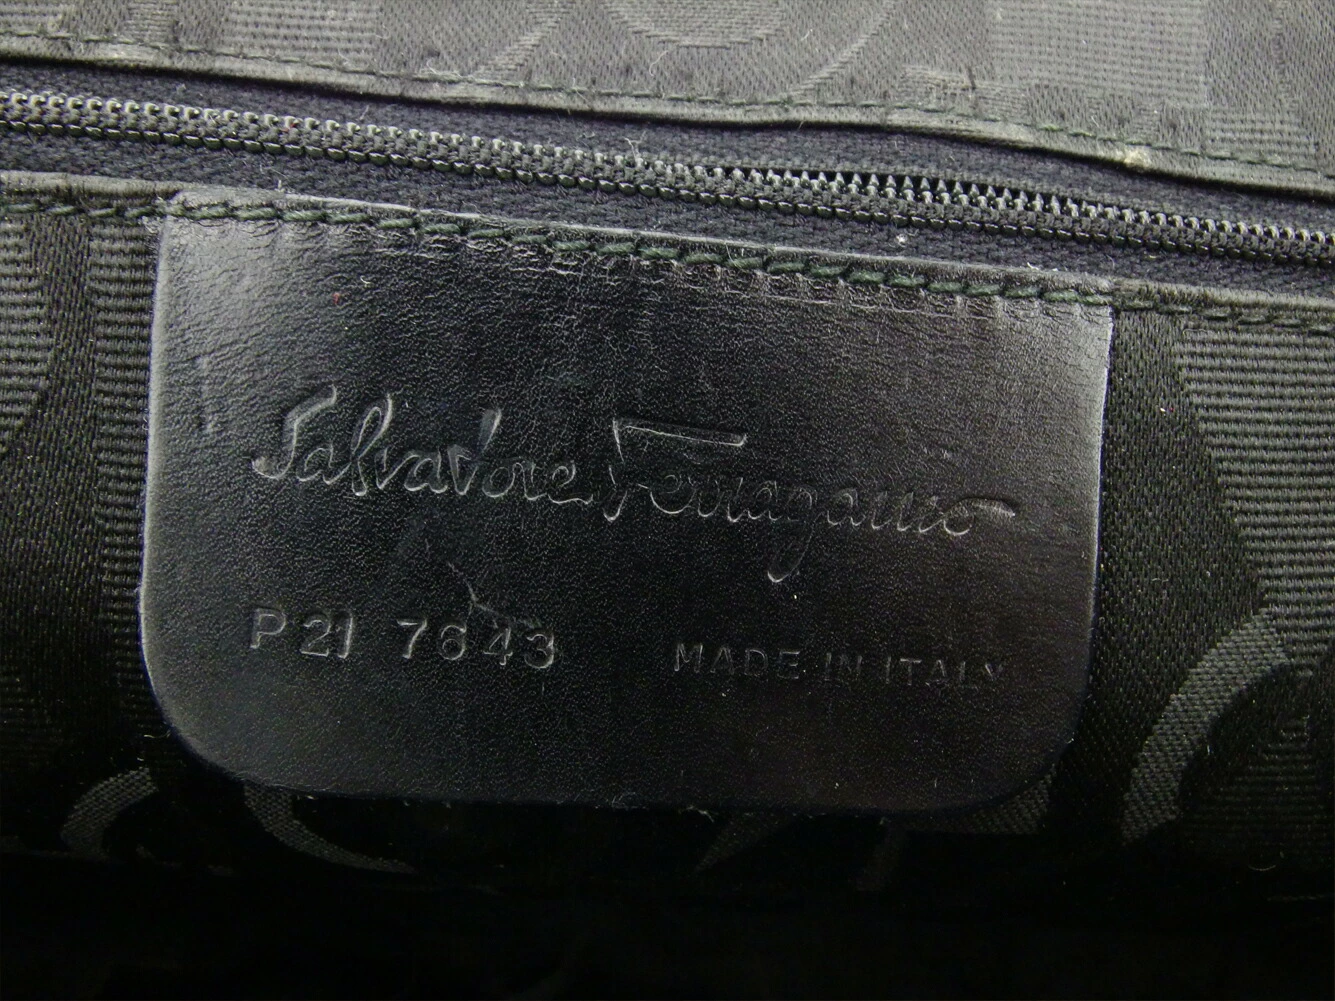 Salvatore Ferragamo
P21 7643 MADE IN ITALY